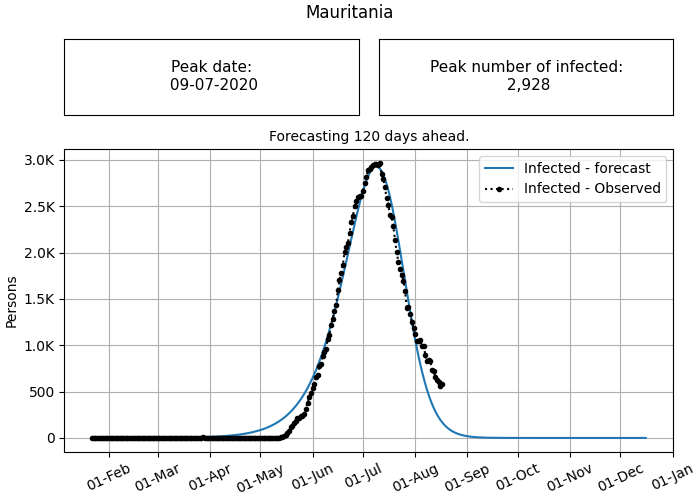 Mauritania
Peak date:
09-07-2020
Peak number of infected:
2,928
Forecasting 120 days ahead.
Infected - forecast
Infected - Observed
3.0K
2.5K
2.0K
1.5K
1.0K
500
0
Persons
01-Feb
01-Mar
01-Apr
01-May
01-Jun
01-Jul
01-Aug
01-Sep
01-Oct
01-Nov
01-Dec
01-Jan